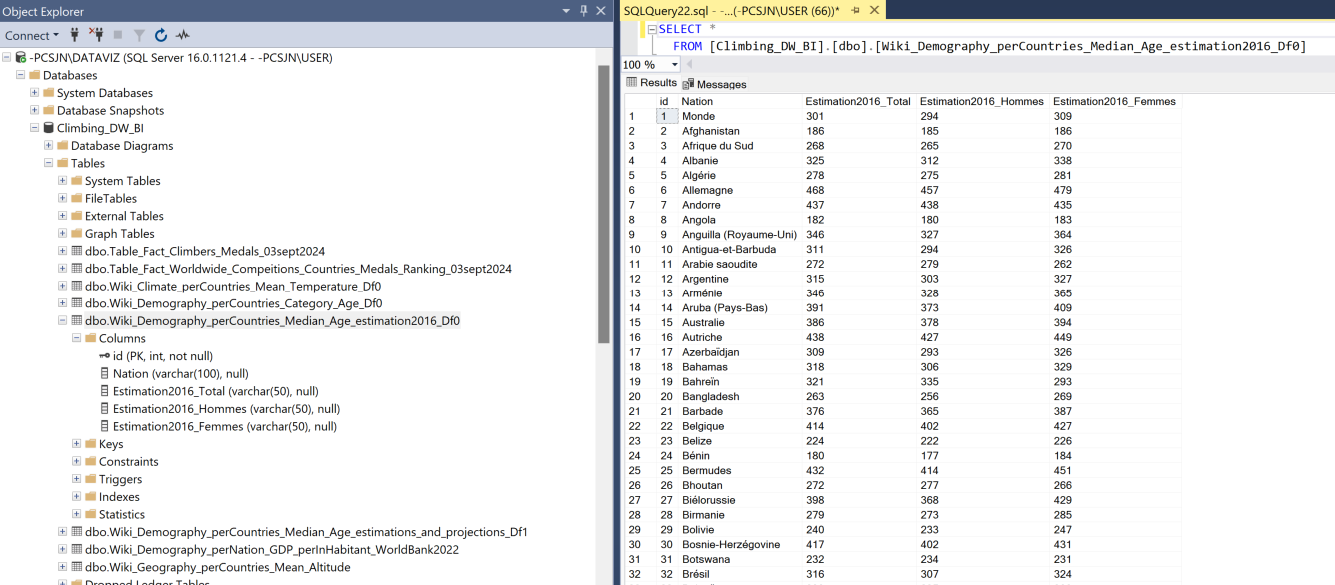 Object Explorer
Connect
-PCSJN\DATAVIZ (SQL Server 16.0.1121.4 - -PCSJN\USER)
Databases
System Databases
Database Snapshots
Climbing_DW_BI
Database Diagrams
Tables
System Tables
FileTables
External Tables
Graph Tables
dbo.Table_Fact_Climbers_Medals_03sept2024
dbo.Table_Fact_Worldwide_Compeitions_Countries_Medals_Ranking_03sept2024
dbo.Wiki_Climate_perCountries_Mean_Temperature_Df0
dbo.Wiki_Demography_perCountries_Category_Age_Df0
dbo.Wiki_Demography_perCountries_Median_Age_estimation2016_Df0
Columns
id (PK, int, not null)
Nation (varchar(100), null)
Estimation2016_Total (varchar(50), null)
Estimation2016_Hommes (varchar(50), null)
Estimation2016_Femmes (varchar(50), null)
Keys
Constraints
Triggers
Indexes
Statistics
dbo.Wiki_Demography_perCountries_Median_Age_estimations_and_projections_Df1
dbo.Wiki_Demography_perNation_GDP_perInHabitant_WorldBank2022
dbo.Wiki_Geography_perCountries_Mean_Altitude
Dropped Ledger Tables
SQLQuery22.sql - -...(-PCSJN\USER (66))*
SELECT *
FROM [Climbing_DW_BI].[dbo].[Wiki_Demography_perCountries_Median_Age_estimation2016_Df0]
100 %
Results Messages
id Nation Estimation2016_Total Estimation2016_Hommes Estimation2016_Femmes
1 1 Monde 301 294 309
2 2 Afghanistan 186 185 186
3 3 Afrique du Sud 268 265 270
4 4 Albanie 325 312 338
5 5 Algérie 278 275 281
6 6 Allemagne 468 457 479
7 7 Andorre 437 438 435
8 8 Angola 182 180 183
9 9 Anguilla (Royaume-Uni) 346 327 364
10 10 Antigua-et-Barbuda 311 294 326
11 11 Arabie saoudite 272 279 262
12 12 Argentine 315 303 327
13 13 Arménie 346 328 365
14 14 Aruba (Pays-Bas) 391 373 409
15 15 Australie 386 378 394
16 16 Autriche 438 427 449
17 17 Azerbaïdjan 309 293 326
18 18 Bahamas 318 306 329
19 19 Bahreïn 321 335 293
20 20 Bangladesh 263 256 269
21 21 Barbade 376 365 387
22 22 Belgique 414 402 427
23 23 Belize 224 222 226
24 24 Bénin 180 177 184
25 25 Bermudes 432 414 451
26 26 Bhoutan 272 277 266
27 27 Biélorussie 398 368 429
28 28 Birmanie 279 273 285
29 29 Bolivie 240 233 247
30 30 Bosnie-Herzégovine 417 402 431
31 31 Botswana 232 234 231
32 32 Brésil 316 307 324